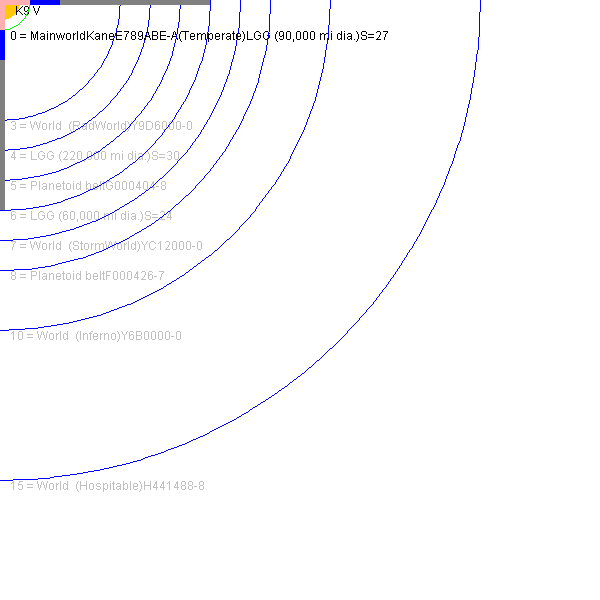 K9 V
0 = MainworldKaneE789ABE-A(Temperate)LGG (90,000 mi dia.)S=27
3 = World  (RadWorld)Y9D6000-0
4 = LGG (220,000 mi dia.)S=30
5 = Planetoid beltG000404-8
6 = LGG (60,000 mi dia.)S=24
7 = World  (StormWorld)YC12000-0
8 = Planetoid beltF000426-7
10 = World  (Inferno)Y6B0000-0
15 = World  (Hospitable)H441488-8